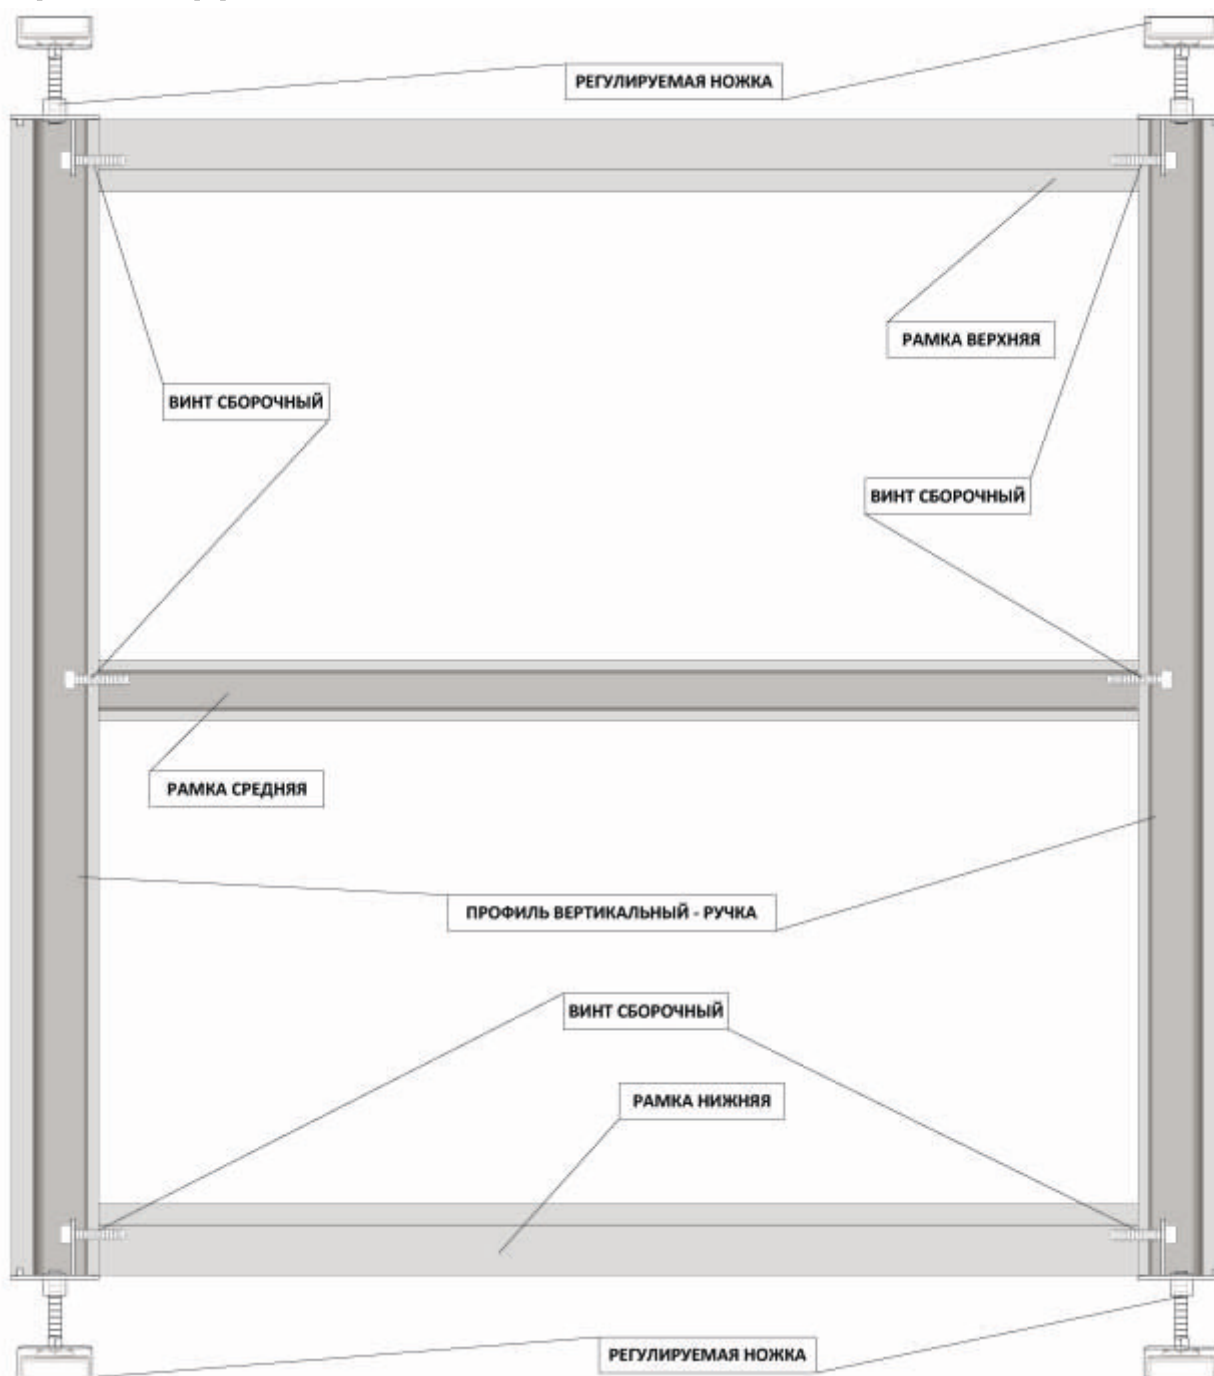 РЕГУЛИРУЕМАЯ НОЖКА
РАМКА ВЕРХНЯЯ
ВИНТ СБОРОЧНЫЙ
ВИНТ СБОРОЧНЫЙ
РАМКА СРЕДНЯЯ
ПРОФИЛЬ ВЕРТИКАЛЬНЫЙ - РУЧКА
ВИНТ СБОРОЧНЫЙ
РАМКА НИЖНЯЯ
РЕГУЛИРУЕМАЯ НОЖКА